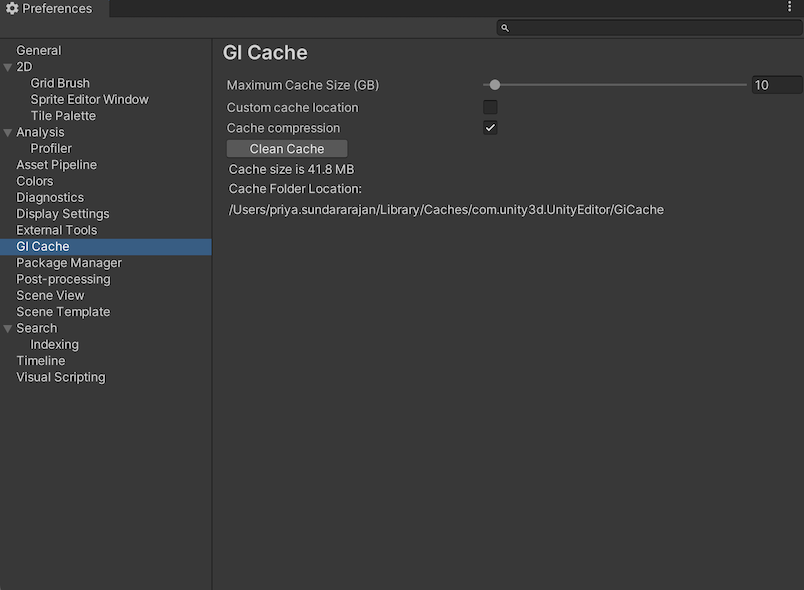 Preferences
General
2D
Grid Brush
Sprite Editor Window
Tile Palette
Analysis
Profiler
Asset Pipeline
Colors
Diagnostics
Display Settings
External Tools
GI Cache
Package Manager
Post-processing
Scene View
Scene Template
Search
Indexing
Timeline
Visual Scripting
GI Cache
Maximum Cache Size (GB) 10
Custom cache location
Cache compression
Clean Cache
Cache size is 41.8 MB
Cache Folder Location:
/Users/priya.sundararajan/Library/Caches/com.unity3d.UnityEditor/GiCache